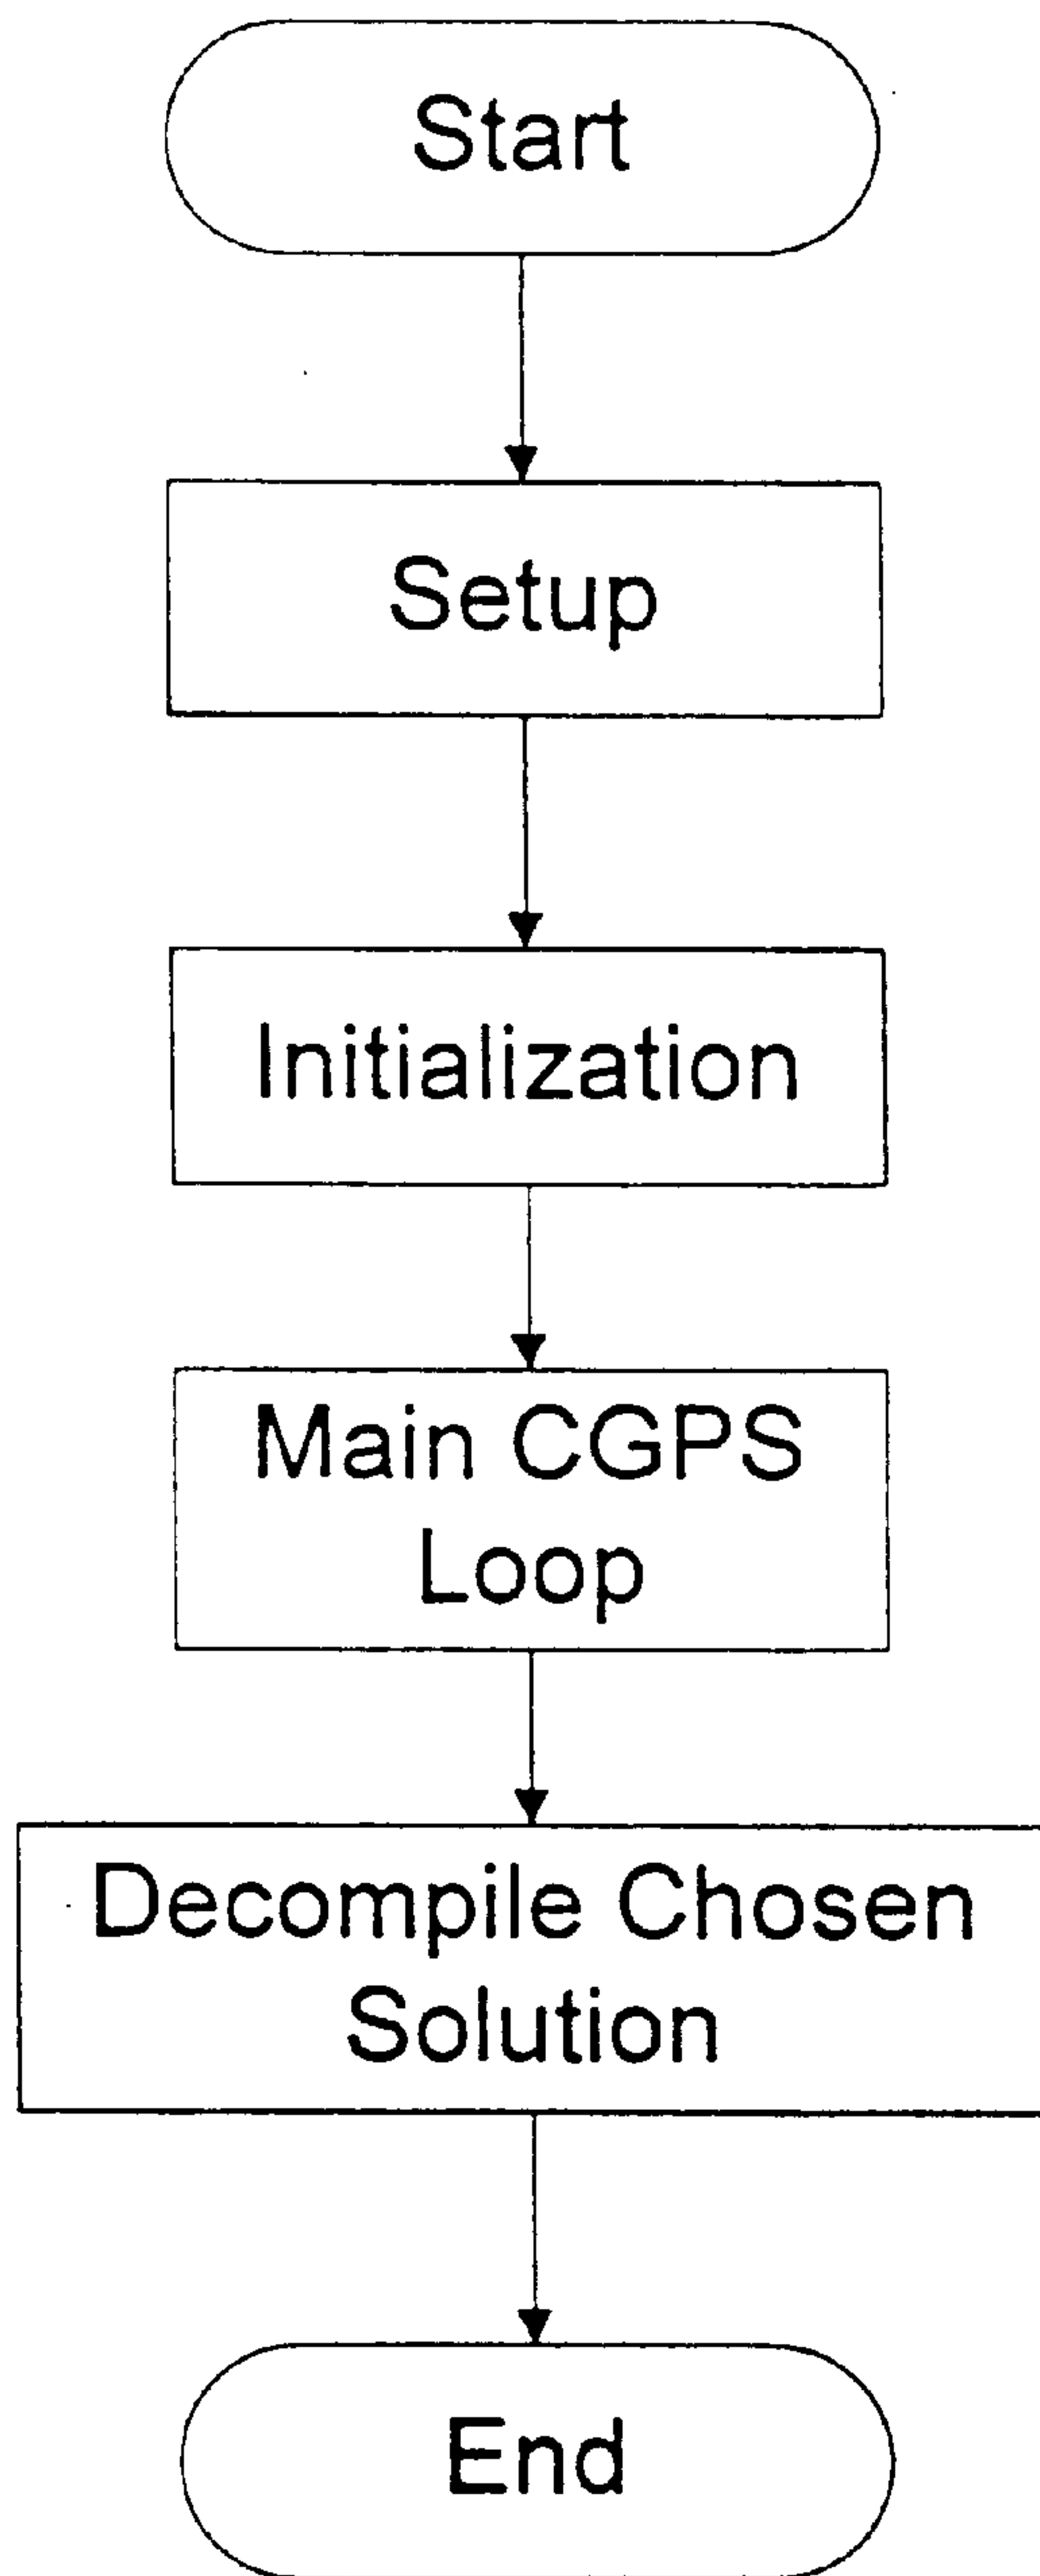 Start
Setup
Initialization
Main CGPS
Loop
Decompile Chosen
Solution
End